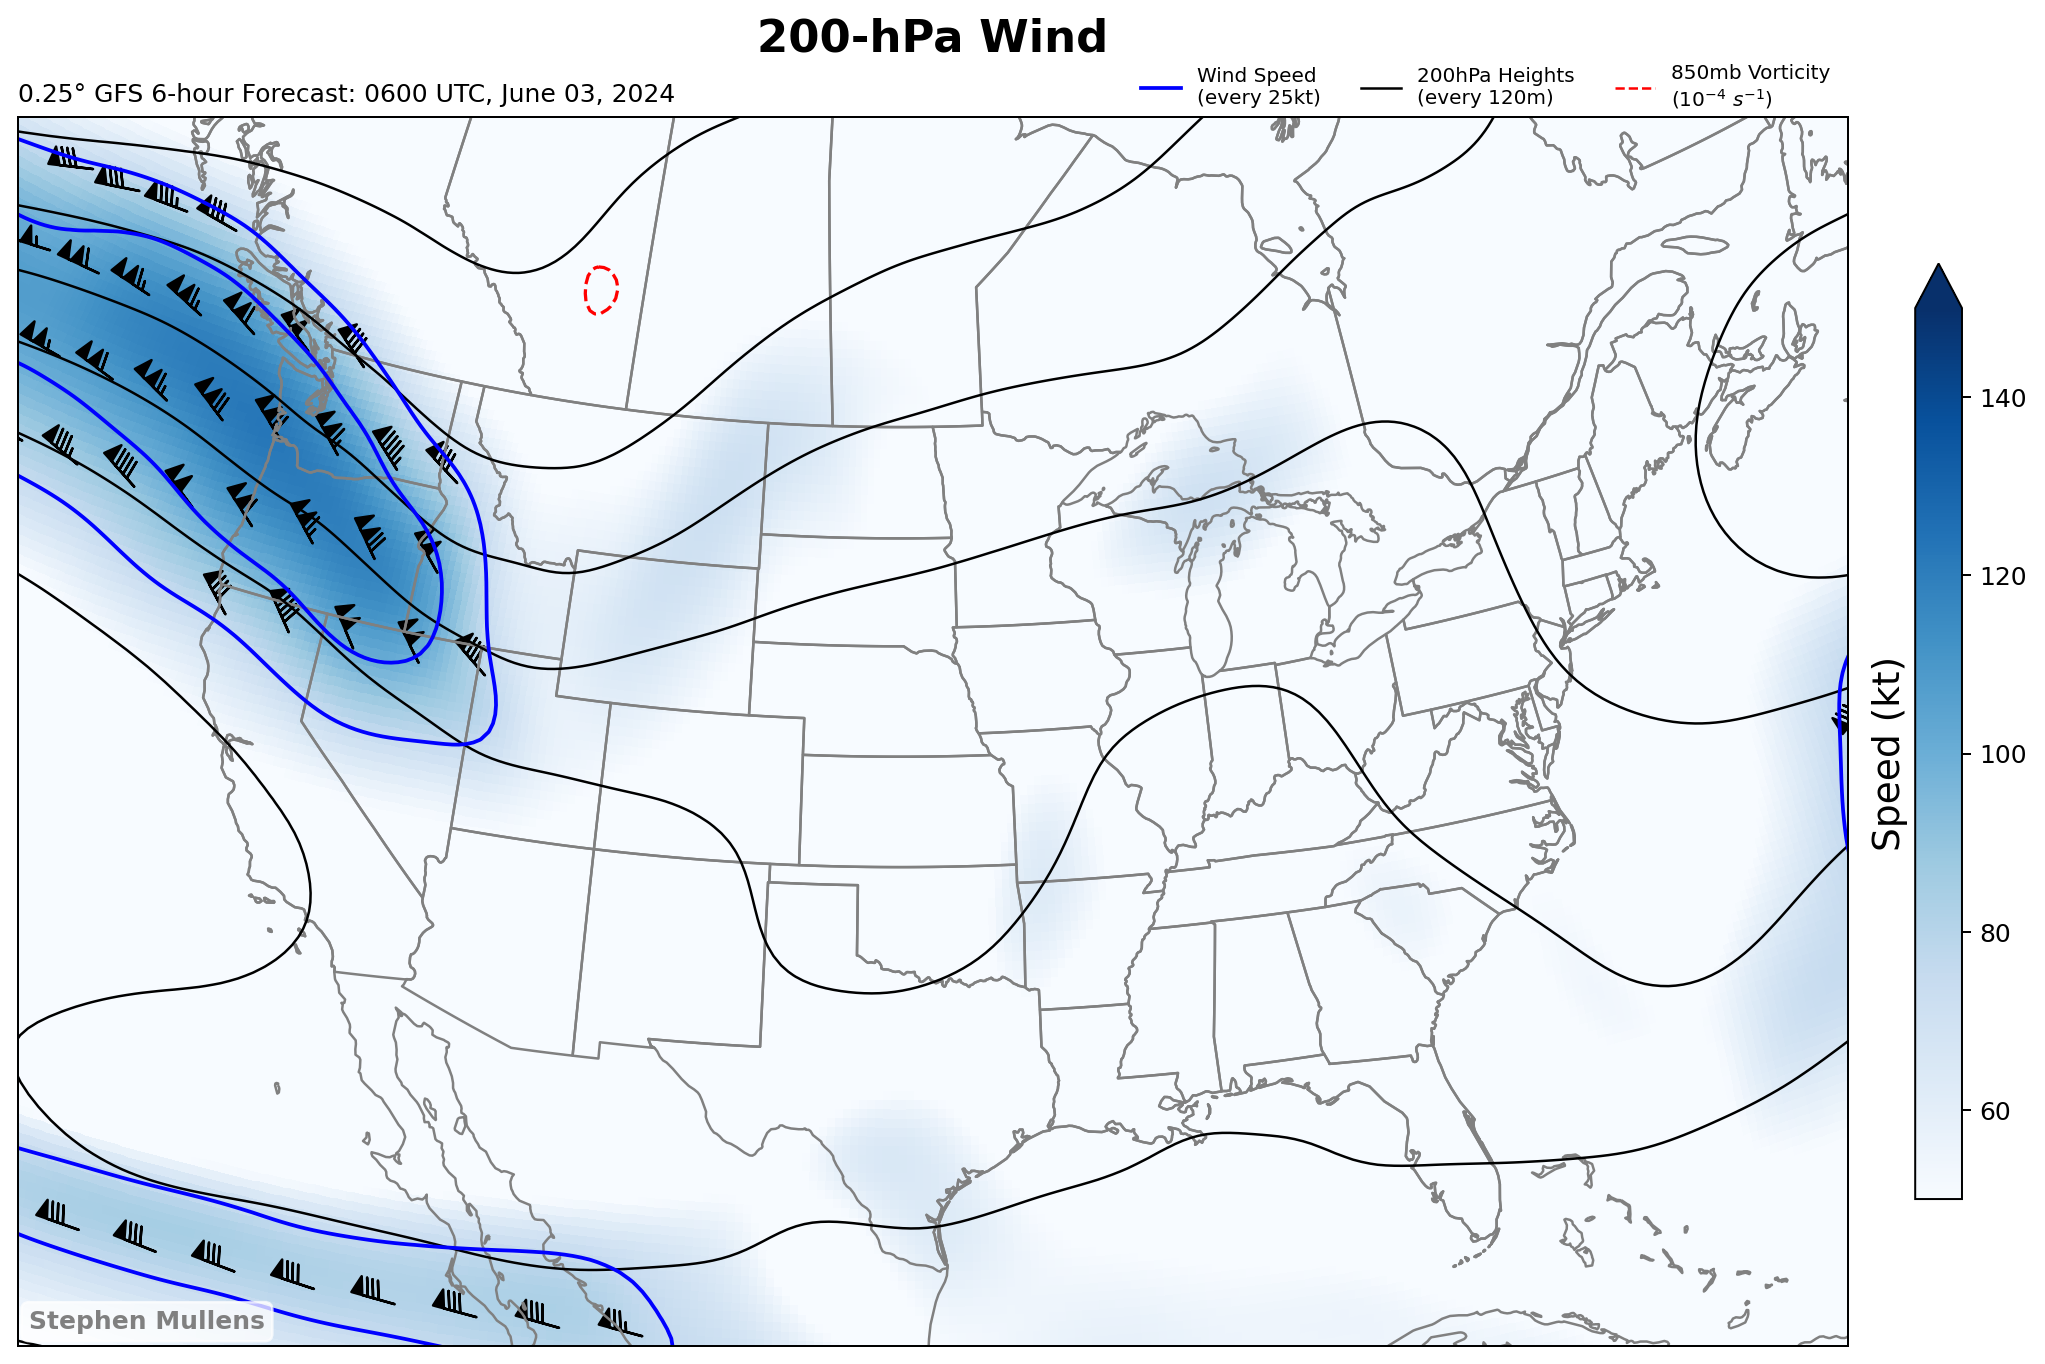 200-hPa Wind
0.25° GFS 6-hour Forecast: 0600 UTC, June 03, 2024
Wind Speed
(every 25kt)
200hPa Heights
(every 120m)
850mb Vorticity
(10⁻⁴ s⁻¹)
140
120
100
80
60
Speed (kt)
Stephen Mullens